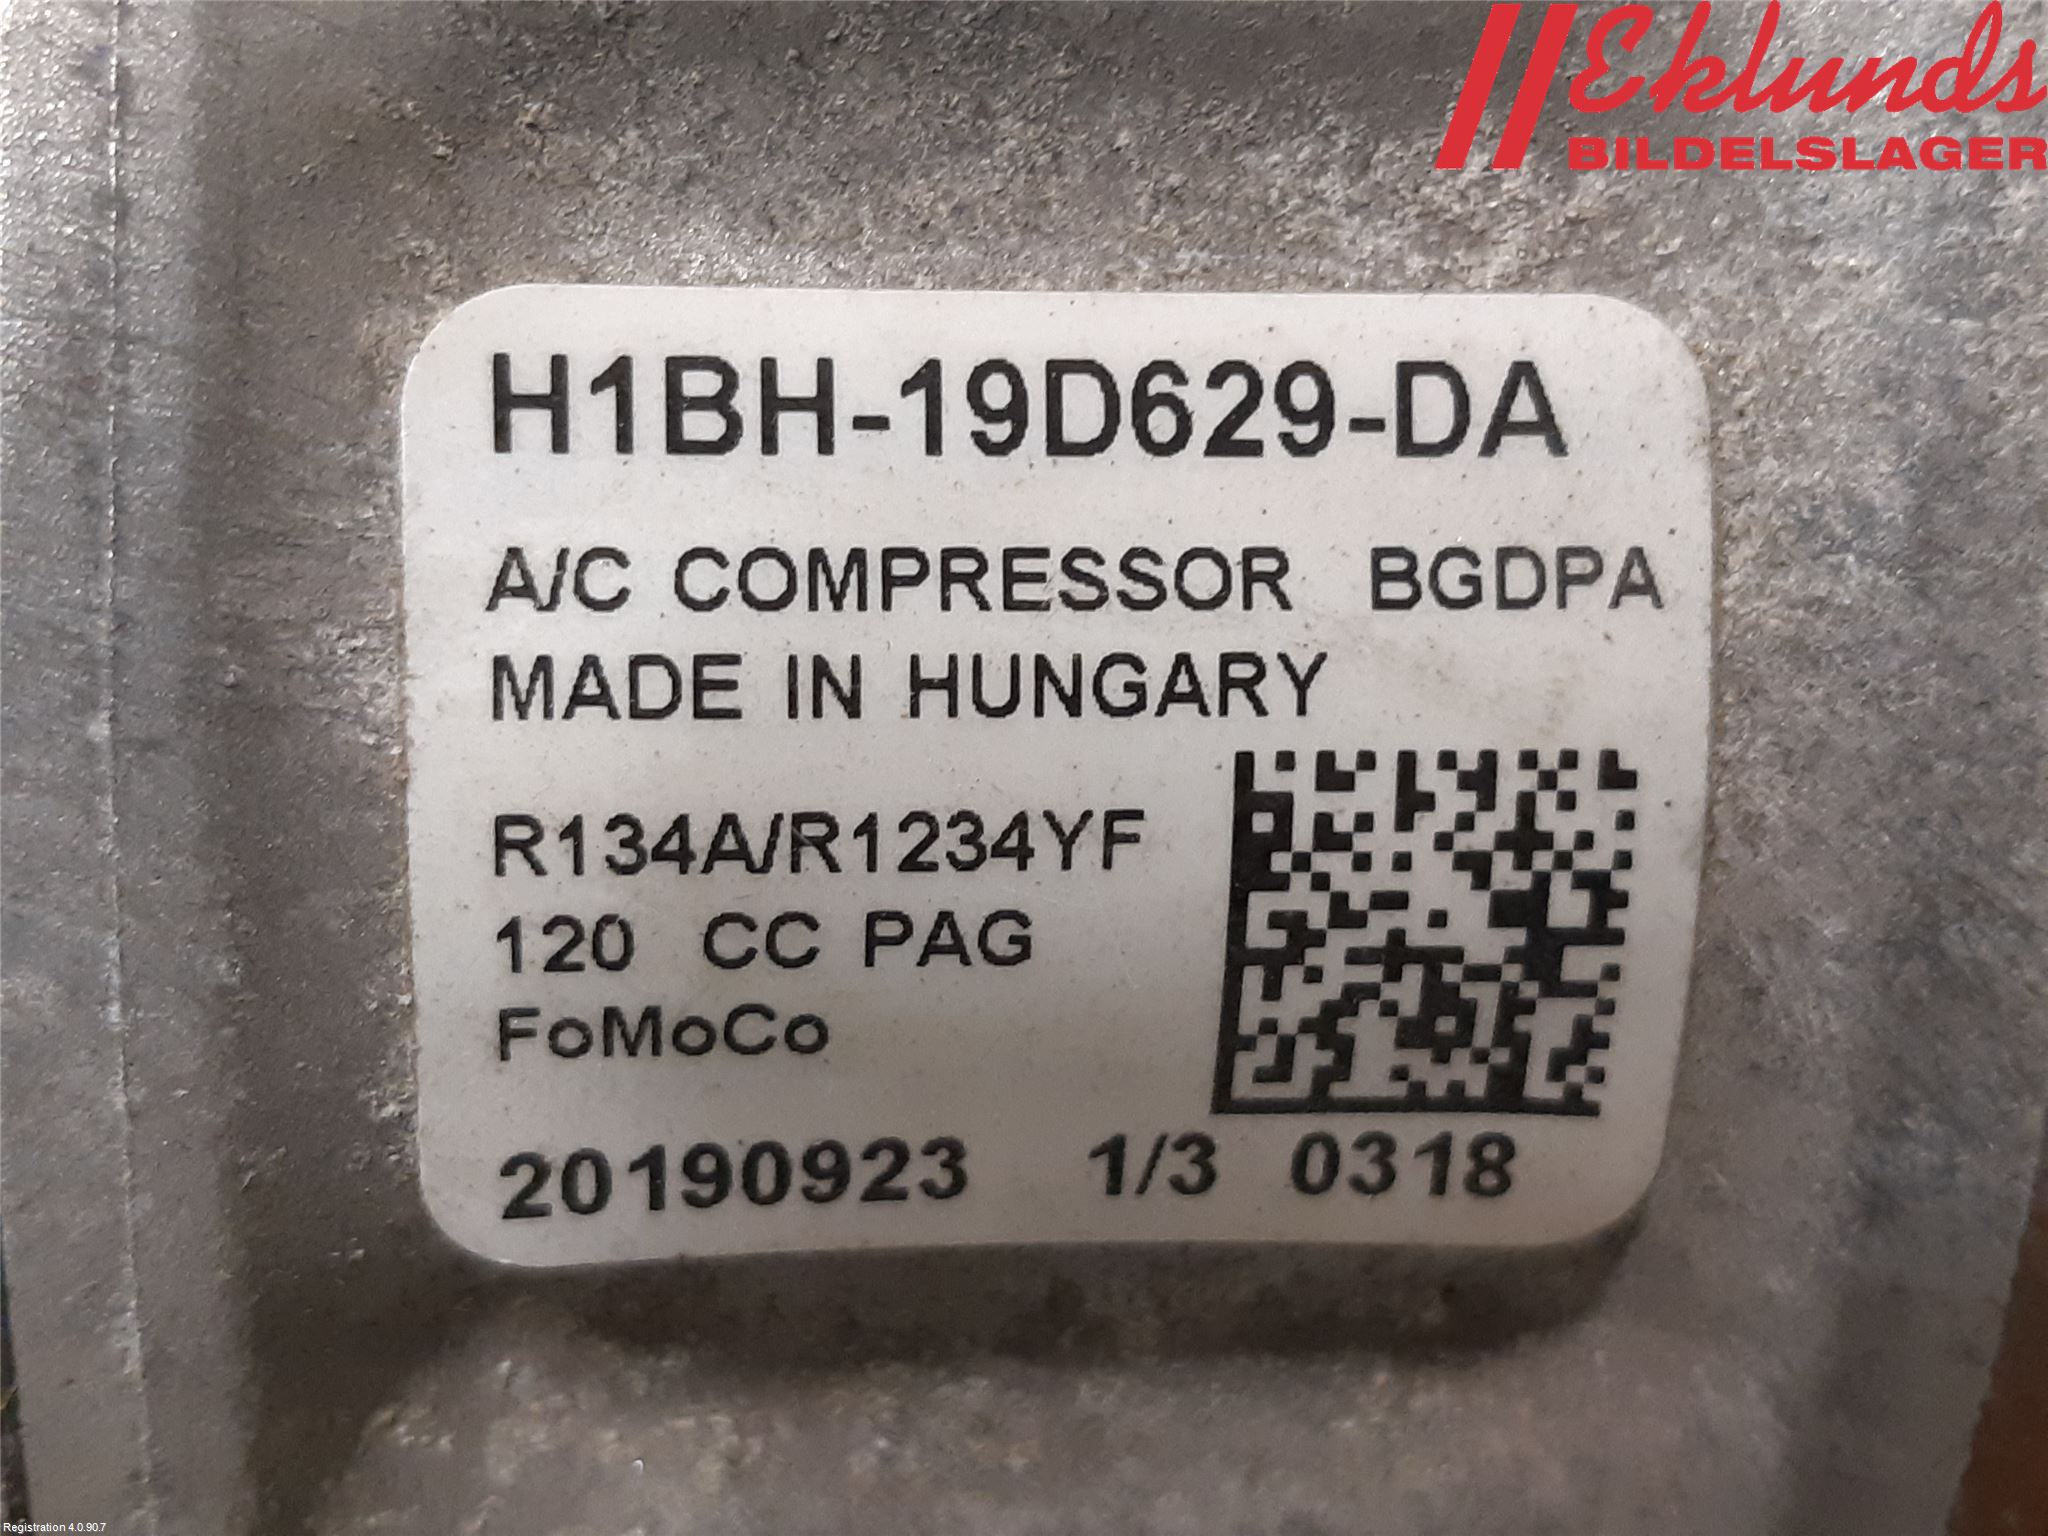 Eklunds
BILDELSLAGER
H1BH-19D629-DA
A/C COMPRESSOR BGDPA
MADE IN HUNGARY
R134A/R1234YF
120 CC PAG
FoMoCo
20190923 1/3 0318
Registration 4.0.90.7